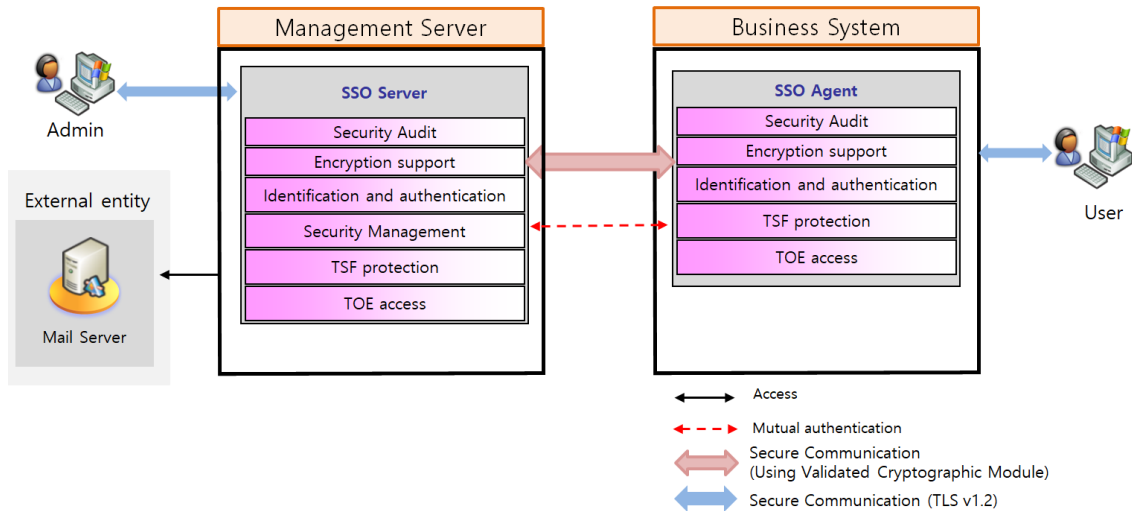 Management Server
Business System
Admin
SSO Server
Security Audit
Encryption support
Identification and authentication
Security Management
TSF protection
TOE access
SSO Agent
Security Audit
Encryption support
Identification and authentication
TSF protection
TOE access
User
External entity
Mail Server
Access
Mutual authentication
Secure Communication
(Using Validated Cryptographic Module)
Secure Communication (TLS v1.2)